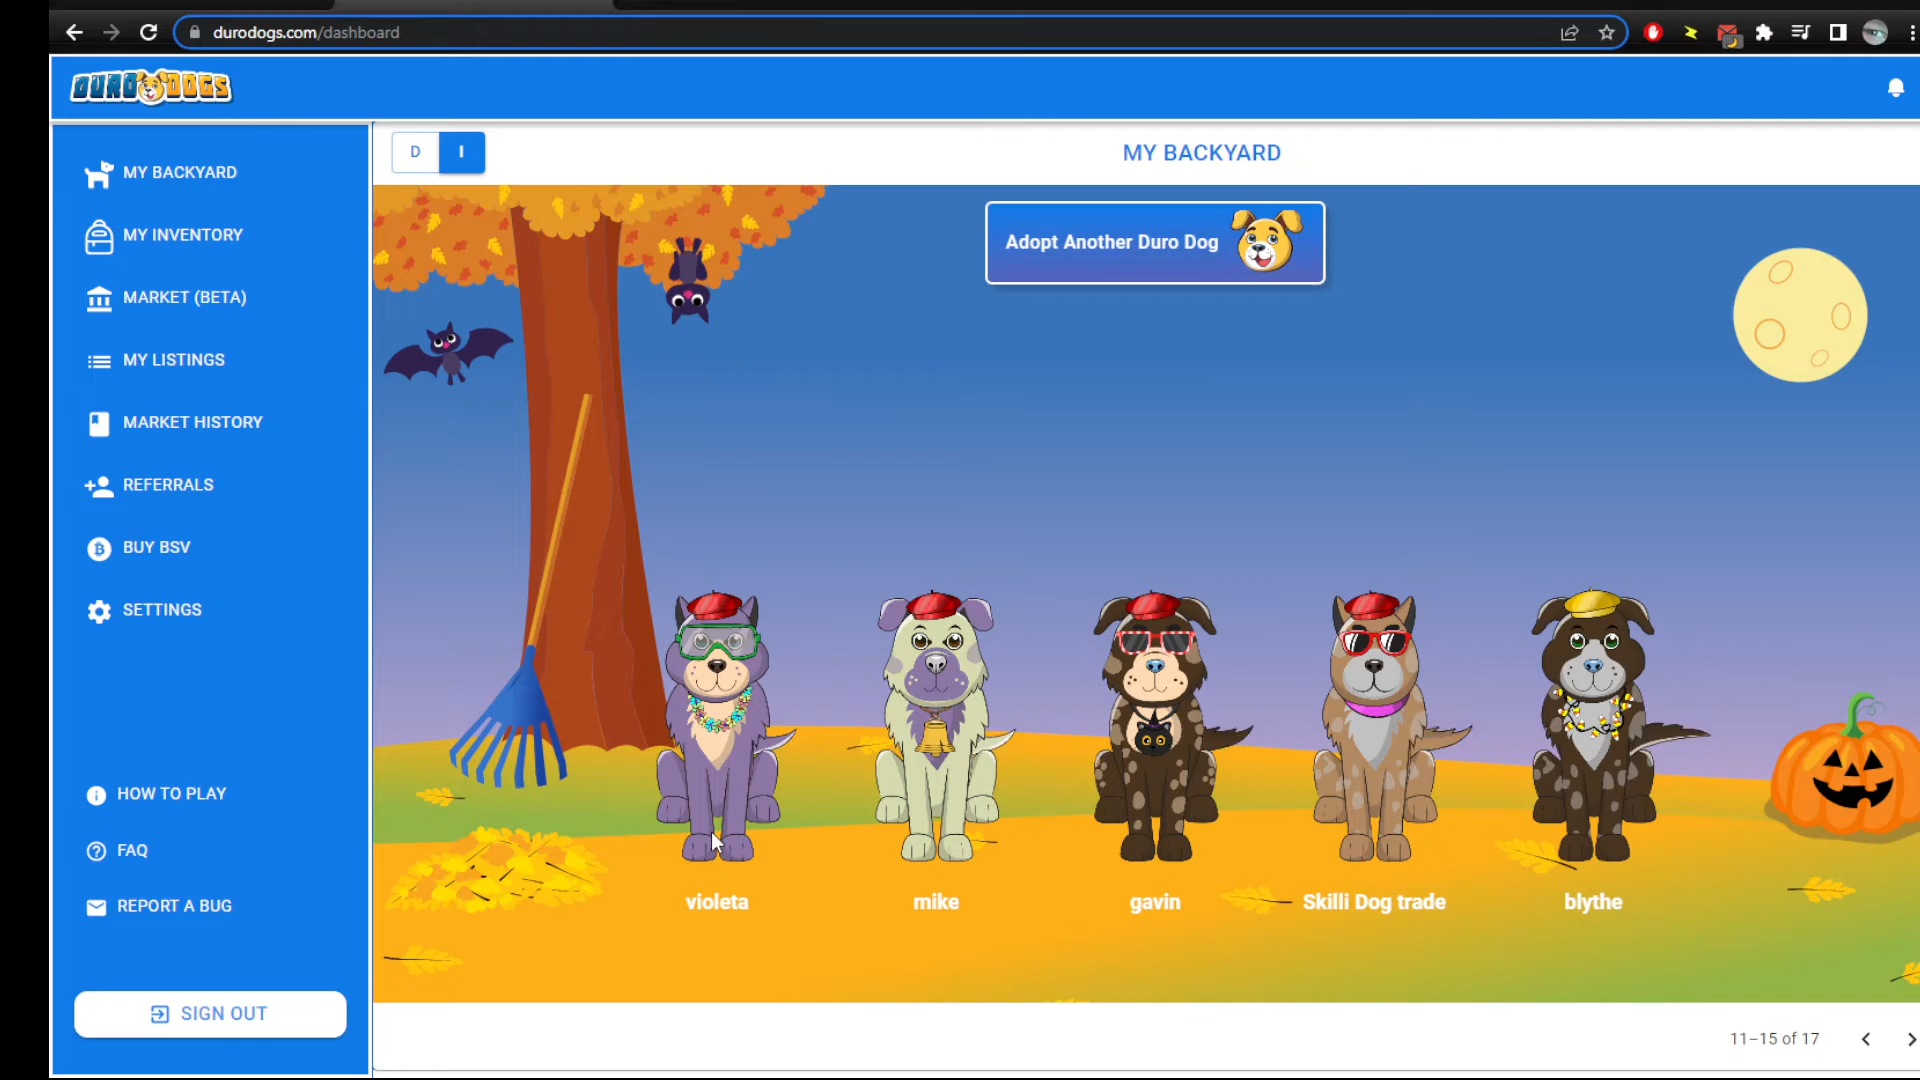 durodogs.com/dashboard
DURO DOGS
MY BACKYARD
MY INVENTORY
MARKET (BETA)
MY LISTINGS
MARKET HISTORY
REFERRALS
BUY BSV
SETTINGS
HOW TO PLAY
FAQ
REPORT A BUG
SIGN OUT
D I
MY BACKYARD
Adopt Another Duro Dog
violeta
mike
gavin
Skilli Dog trade
blythe
11–15 of 17